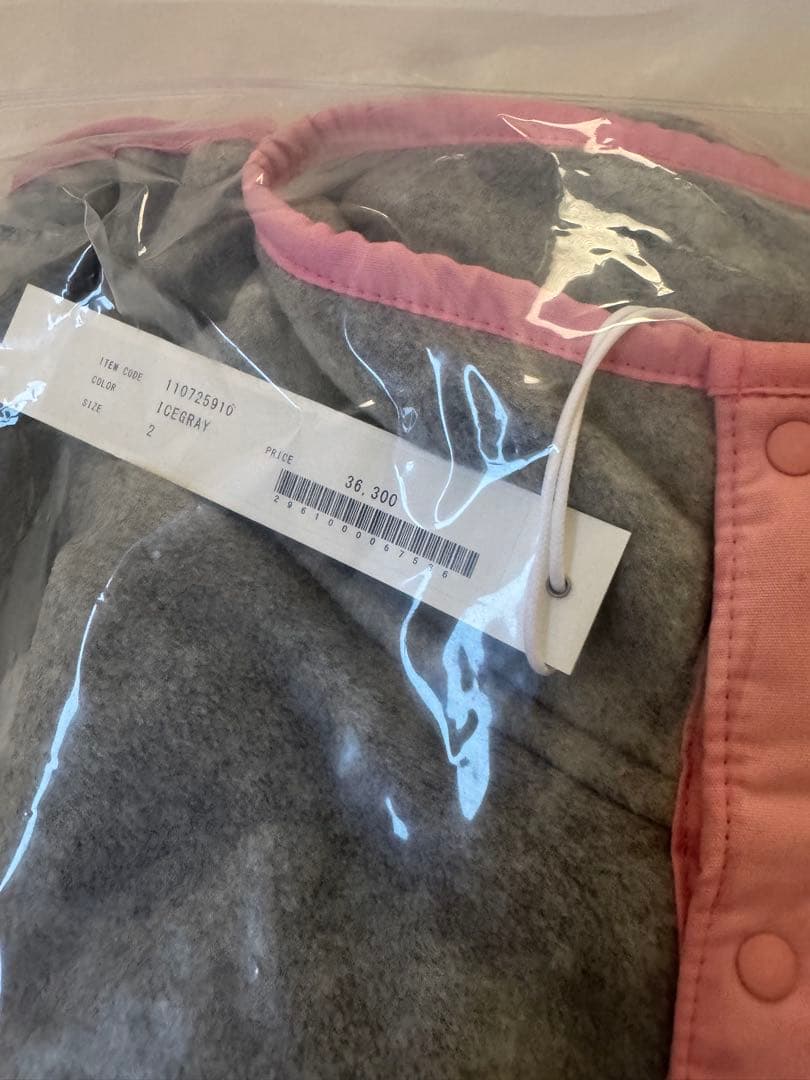 ITEM CODE 110725910
COLOR ICEGRAY
SIZE 2
PRICE 36,300